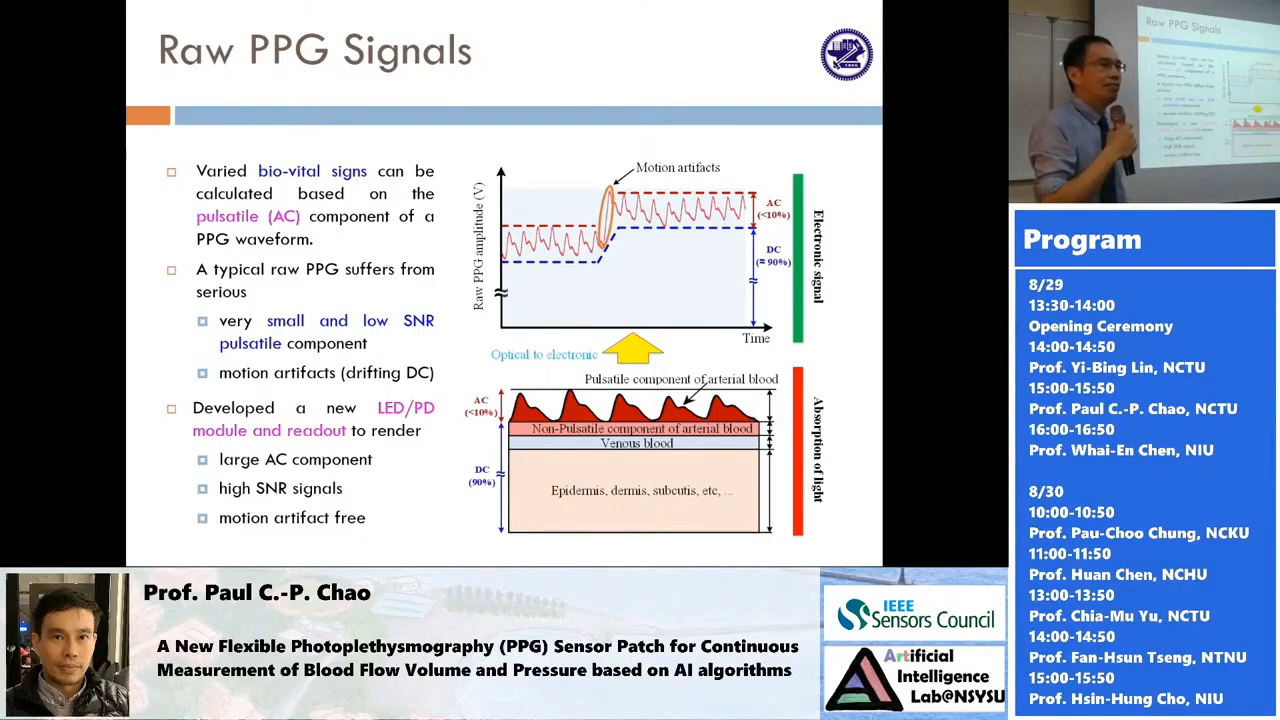 Raw PPG Signals
Varied bio-vital signs can be
calculated based on the
pulsatile (AC) component of a
PPG waveform.
A typical raw PPG suffers from
serious
very small and low SNR
pulsatile component
motion artifacts (drifting DC)
Developed a new LED/PD
module and readout to render
large AC component
high SNR signals
motion artifact free
Motion artifacts
Raw PPG amplitude (V)
AC
(<10%)
DC
(≈ 90%)
Time
Electronic signal
Optical to electronic
Pulsatile component of arterial blood
AC
(<10%)
Non-Pulsatile component of arterial blood
Venous blood
DC
(90%)
Epidermis, dermis, subcutis, etc, ...
Absorption of light
Raw PPG Signals
Program
8/29
13:30-14:00
Opening Ceremony
14:00-14:50
Prof. Yi-Bing Lin, NCTU
15:00-15:50
Prof. Paul C.-P. Chao, NCTU
16:00-16:50
Prof. Whai-En Chen, NIU
8/30
10:00-10:50
Prof. Pau-Choo Chung, NCKU
11:00-11:50
Prof. Huan Chen, NCHU
13:00-13:50
Prof. Chia-Mu Yu, NCTU
14:00-14:50
Prof. Fan-Hsun Tseng, NTNU
15:00-15:50
Prof. Hsin-Hung Cho, NIU
Prof. Paul C.-P. Chao
A New Flexible Photoplethysmography (PPG) Sensor Patch for Continuous
Measurement of Blood Flow Volume and Pressure based on AI algorithms
IEEE
Sensors Council
Artificial
Intelligence
Lab@NSYSU